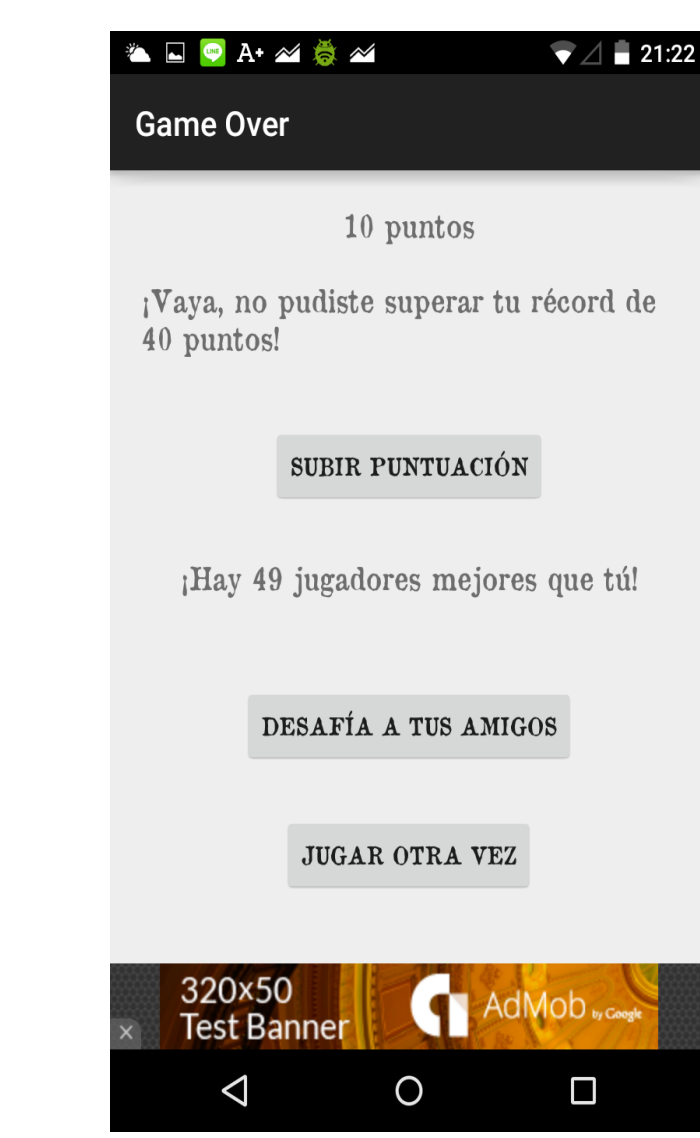 LINE A+ 21:22
Game Over
10 puntos
¡Vaya, no pudiste superar tu récord de
40 puntos!
SUBIR PUNTUACIÓN
¡Hay 49 jugadores mejores que tú!
DESAFÍA A TUS AMIGOS
JUGAR OTRA VEZ
320x50
Test Banner
AdMob by Google